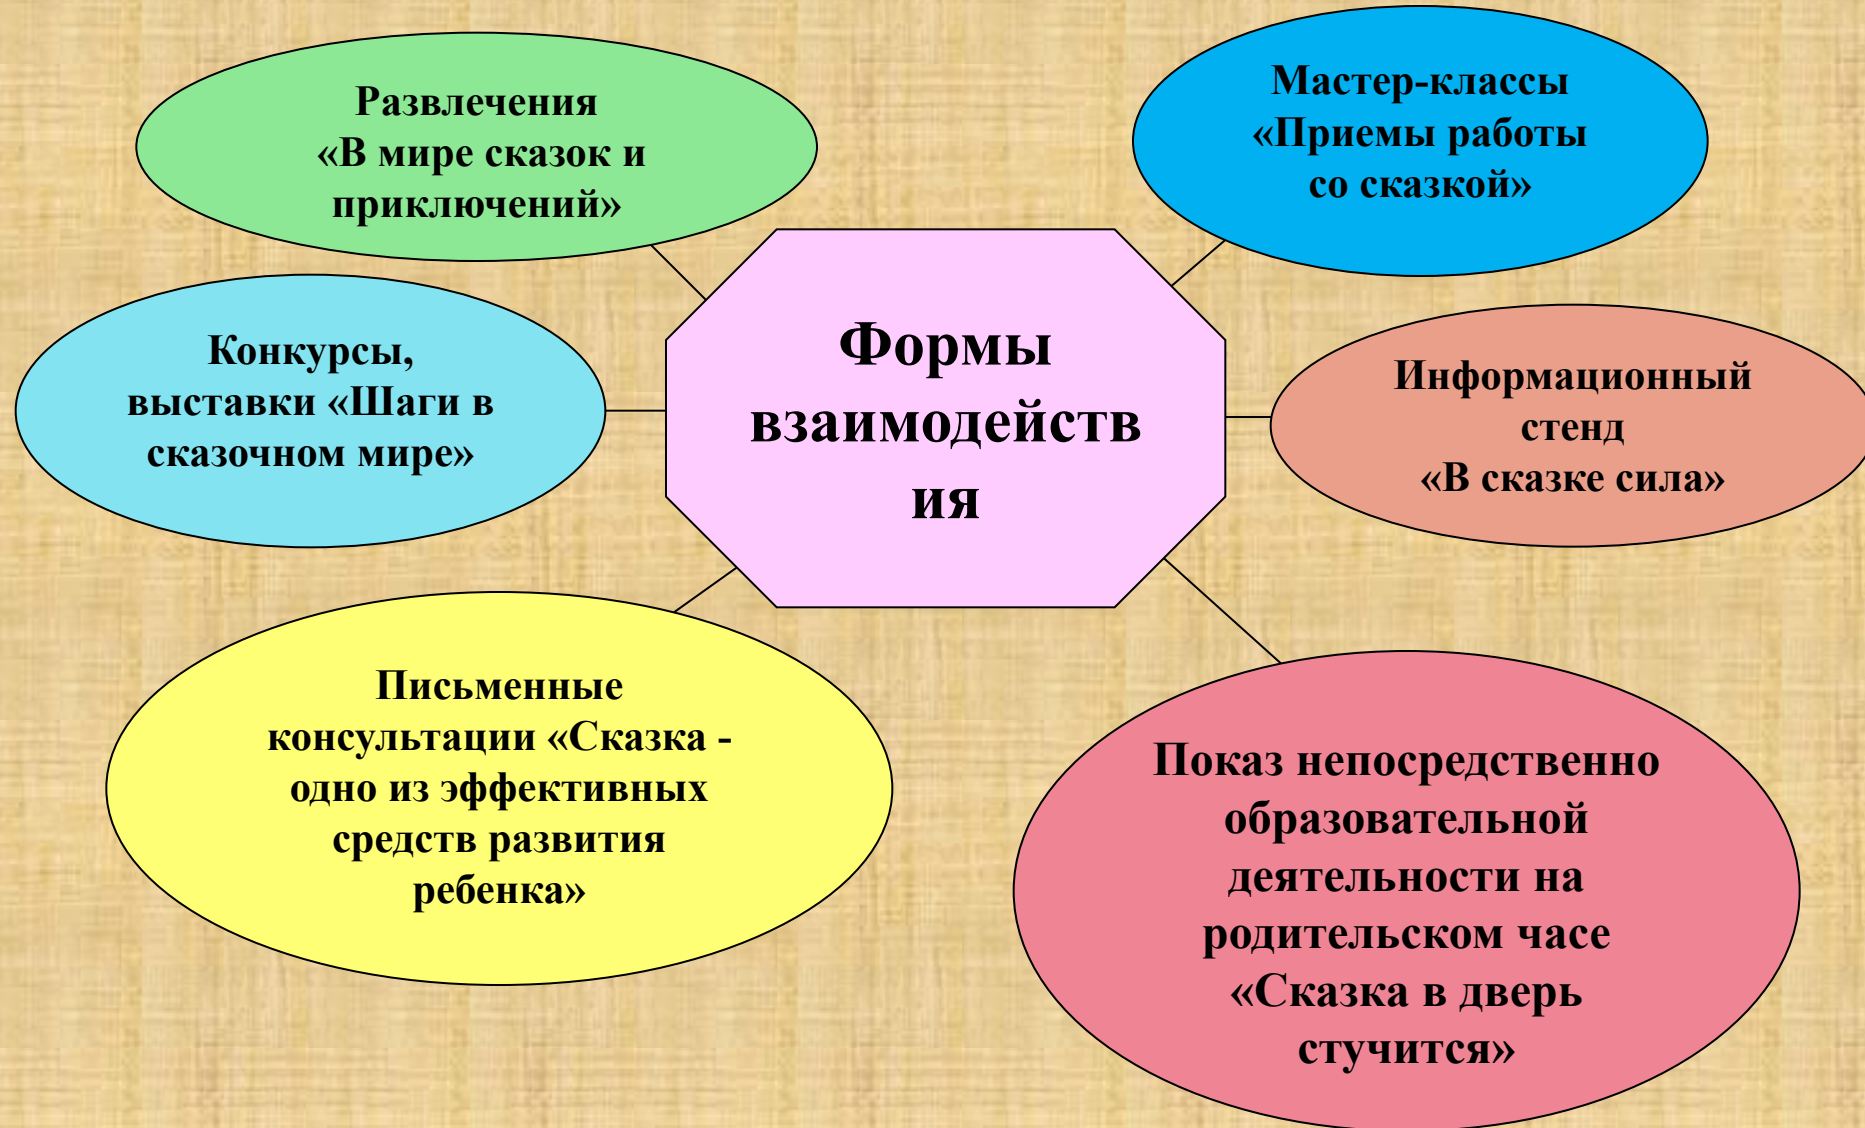 Развлечения
«В мире сказок и
приключений»
Мастер-классы
«Приемы работы
со сказкой»
Конкурсы,
выставки «Шаги в
сказочном мире»
Формы
взаимодейств
ия
Информационный
стенд
«В сказке сила»
Письменные
консультации «Сказка -
одно из эффективных
средств развития
ребенка»
Показ непосредственно
образовательной
деятельности на
родительском часе
«Сказка в дверь
стучится»